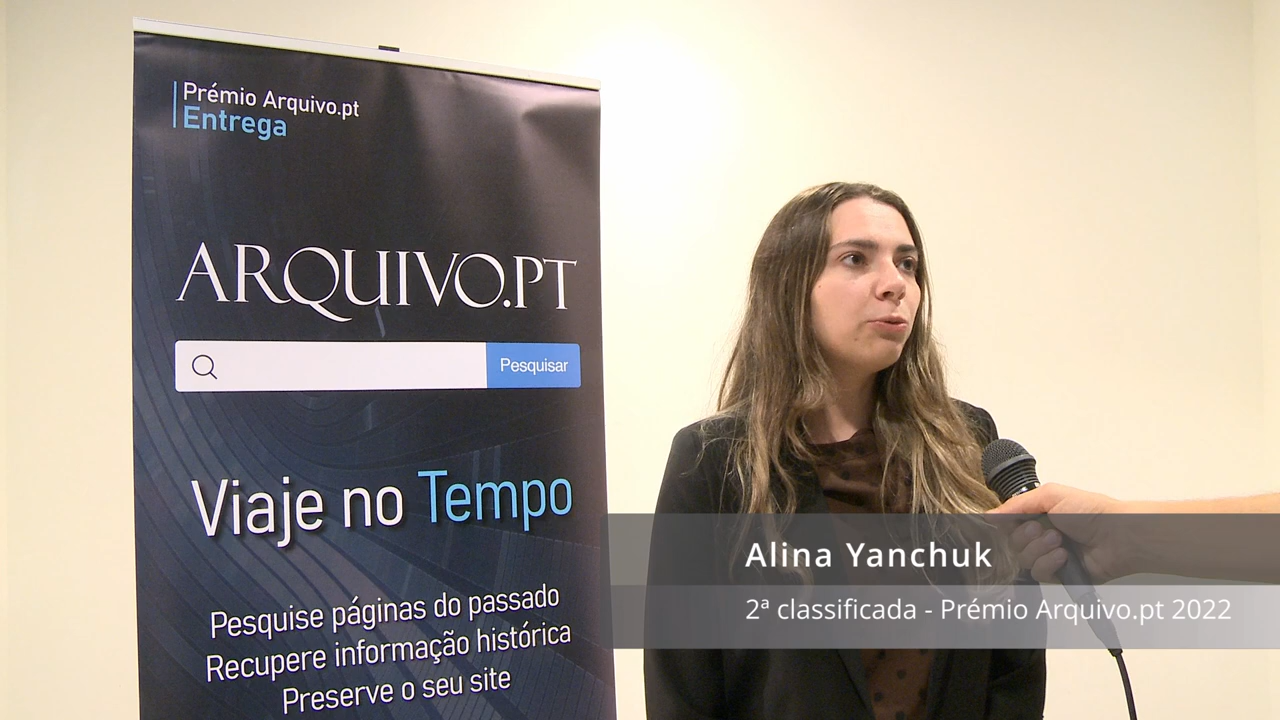 Prémio Arquivo.pt
Entrega
ARQUIVO.PT
Pesquisar
Viaje no Tempo
Pesquise páginas do passado
Recupere informação histórica
Preserve o seu site
Alina Yanchuk
2ª classificada - Prémio Arquivo.pt 2022